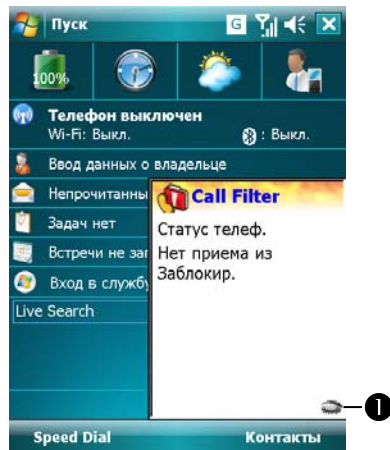 Пуск
G
100%
Телефон выключен
Wi-Fi: Выкл. : Выкл.
Ввод данных о владельце
Непрочитанны
Задач нет
Встречи не за
Вход в службу
Live Search
Call Filter
Статус телеф.
Нет приема из
Заблокир.
1
Speed Dial Контакты